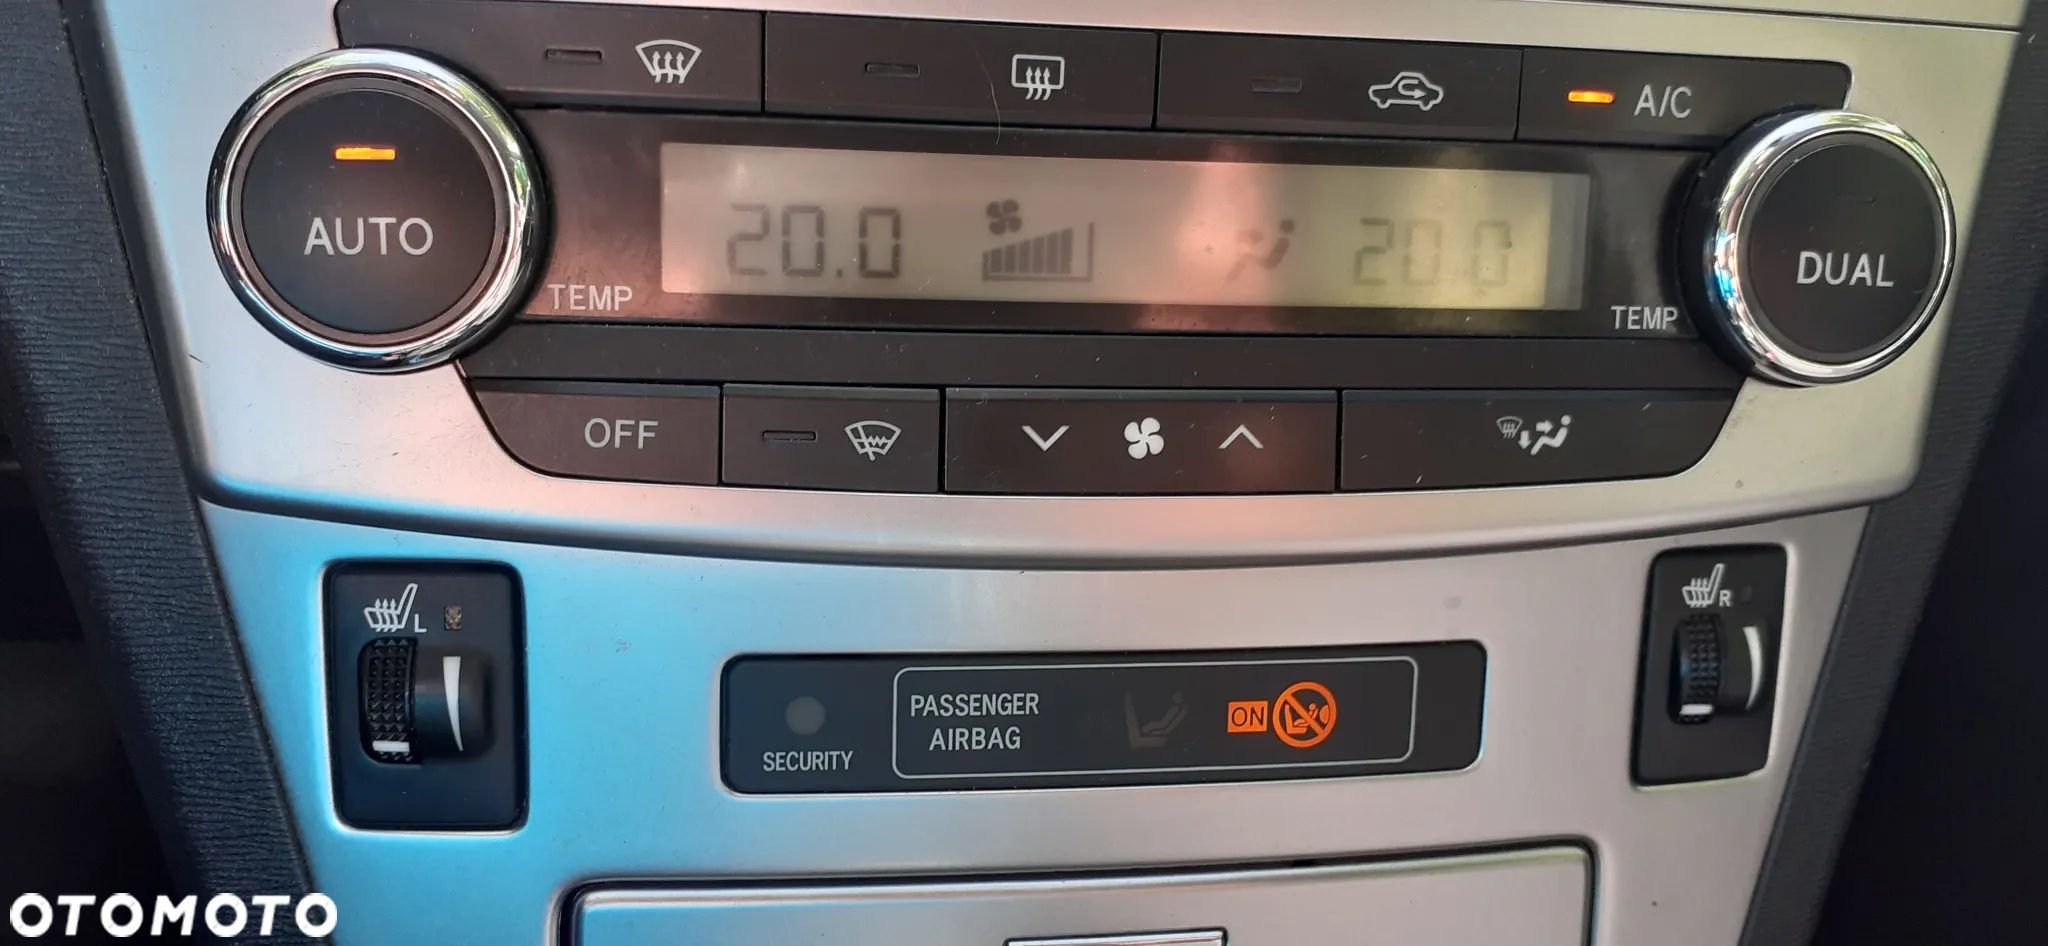 A/C
AUTO
20.0
20.0
DUAL
TEMP
TEMP
OFF
L
R
PASSENGER
AIRBAG
ON
SECURITY
OTOMOTO